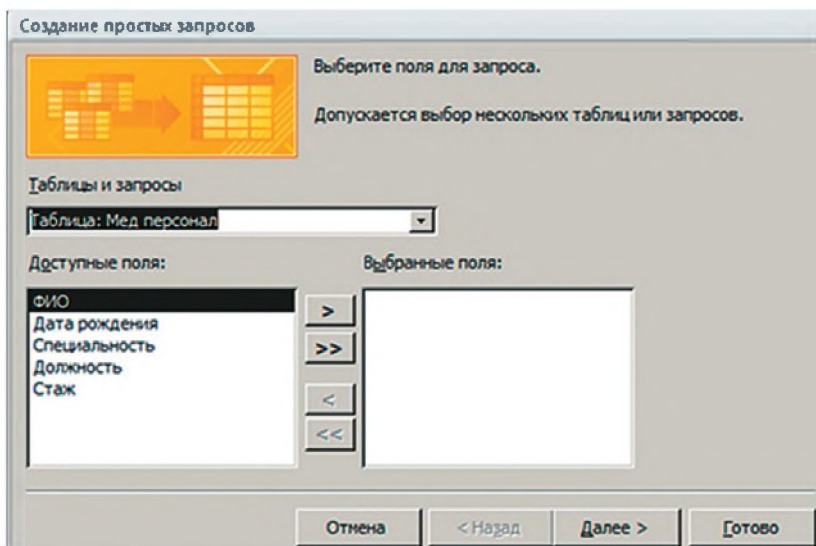 Создание простых запросов
Выберите поля для запроса.
Допускается выбор нескольких таблиц или запросов.
Таблицы и запросы
Таблица: Мед персонал
Доступные поля:
Выбранные поля:
ФИО
Дата рождения
Специальность
Должность
Стаж
>
>>
<
<<
Отмена
< Назад
Далее >
Готово